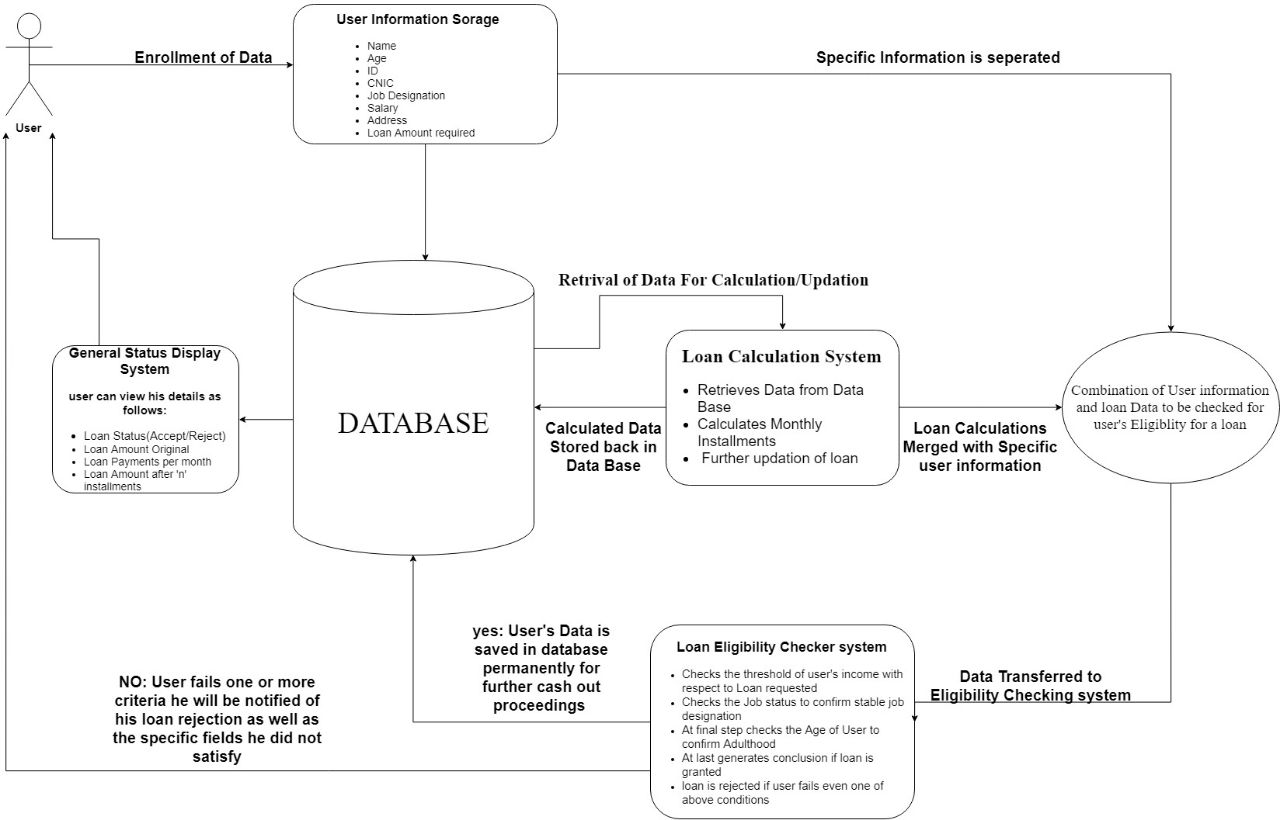 User Information Sorage
• Name
• Age
• ID
• CNIC
• Job Designation
• Salary
• Address
• Loan Amount required
Enrollment of Data
Specific Information is seperated
User
Retrival of Data For Calculation/Updation
General Status Display
System
user can view his details as
follows:
• Loan Status(Accept/Reject)
• Loan Amount Original
• Loan Payments per month
• Loan Amount after 'n'
installments
DATABASE
Loan Calculation System
• Retrieves Data from Data
Base
• Calculates Monthly
Installments
• Further updation of loan
Calculated Data
Stored back in
Data Base
Loan Calculations
Merged with Specific
user information
Combination of User information
and loan Data to be checked for
user's Eligiblity for a loan
yes: User's Data is
saved in database
permanently for
further cash out
proceedings
Loan Eligibility Checker system
• Checks the threshold of user's income with
respect to Loan requested
• Checks the Job status to confirm stable job
designation
• At final step checks the Age of User to
confirm Adulthood
• At last generates conclusion if loan is
granted
• loan is rejected if user fails even one of
above conditions
Data Transferred to
Eligibility Checking system
NO: User fails one or more
criteria he will be notified of
his loan rejection as well as
the specific fields he did not
satisfy